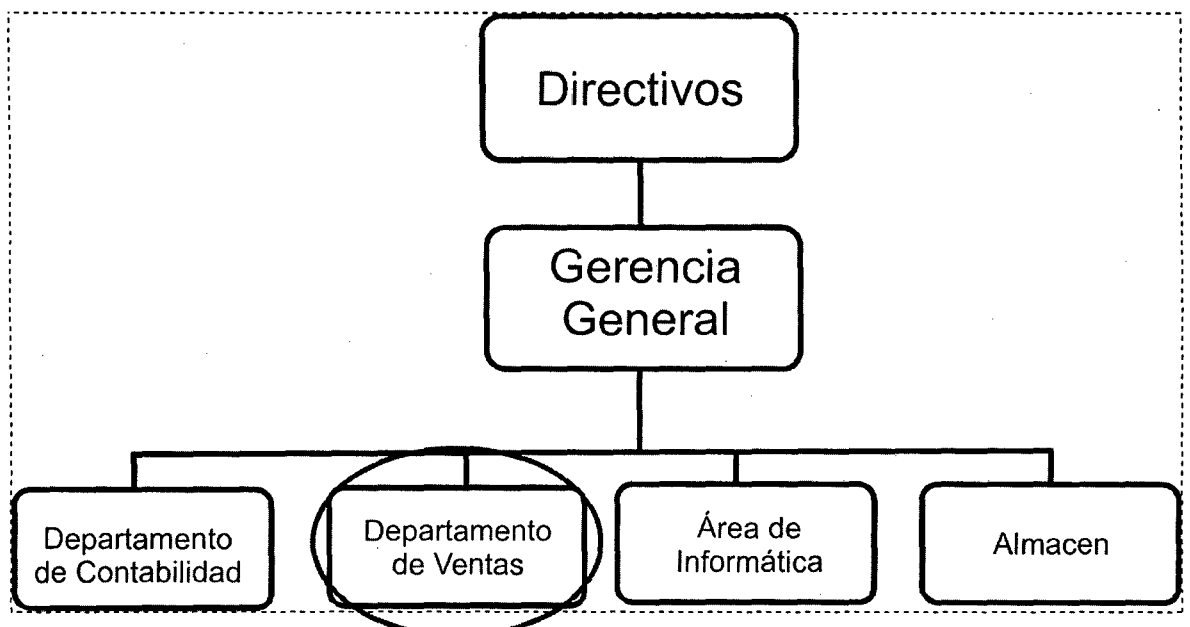 Directivos
Gerencia
General
Departamento
de Contabilidad
Departamento
de Ventas
Área de
Informática
Almacen